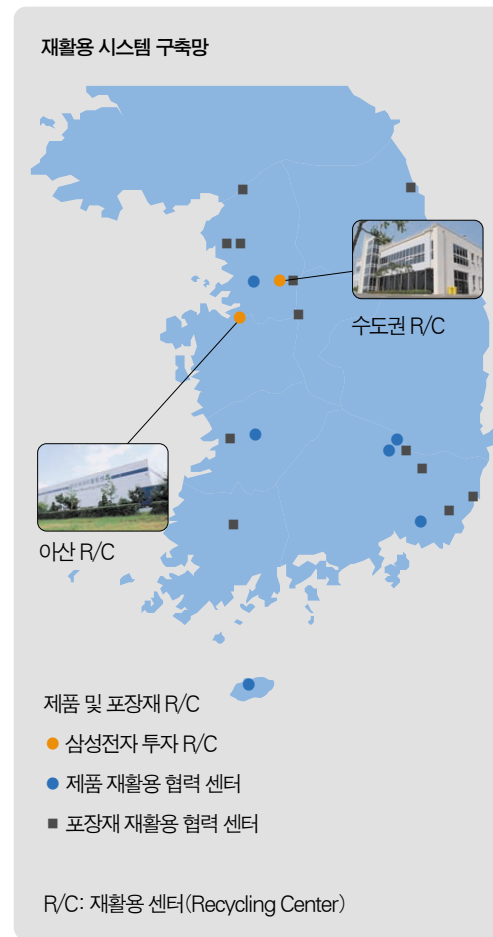 재활용 시스템 구축망
수도권 R/C
아산 R/C
제품 및 포장재 R/C
삼성전자 투자 R/C
제품 재활용 협력 센터
포장재 재활용 협력 센터
R/C: 재활용 센터(Recycling Center)